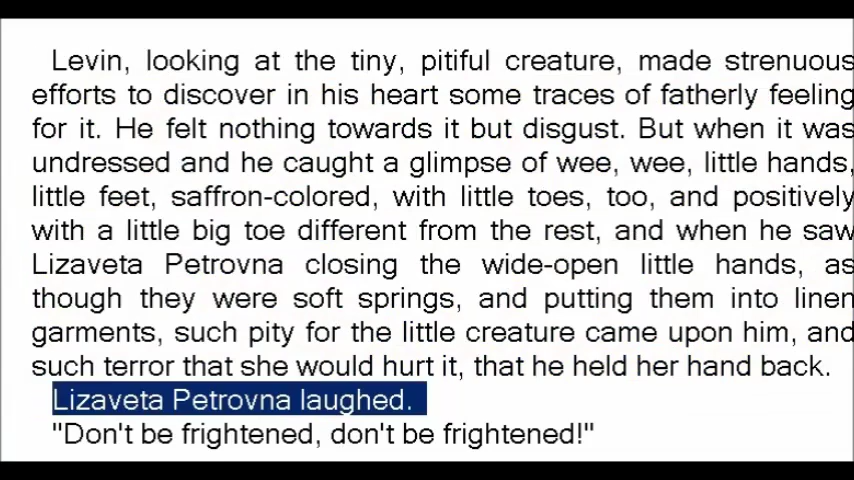 Levin, looking at the tiny, pitiful creature, made strenuous
efforts to discover in his heart some traces of fatherly feeling
for it. He felt nothing towards it but disgust. But when it was
undressed and he caught a glimpse of wee, wee, little hands,
little feet, saffron-colored, with little toes, too, and positively
with a little big toe different from the rest, and when he saw
Lizaveta Petrovna closing the wide-open little hands, as
though they were soft springs, and putting them into linen
garments, such pity for the little creature came upon him, and
such terror that she would hurt it, that he held her hand back.
Lizaveta Petrovna laughed.
"Don't be frightened, don't be frightened!"